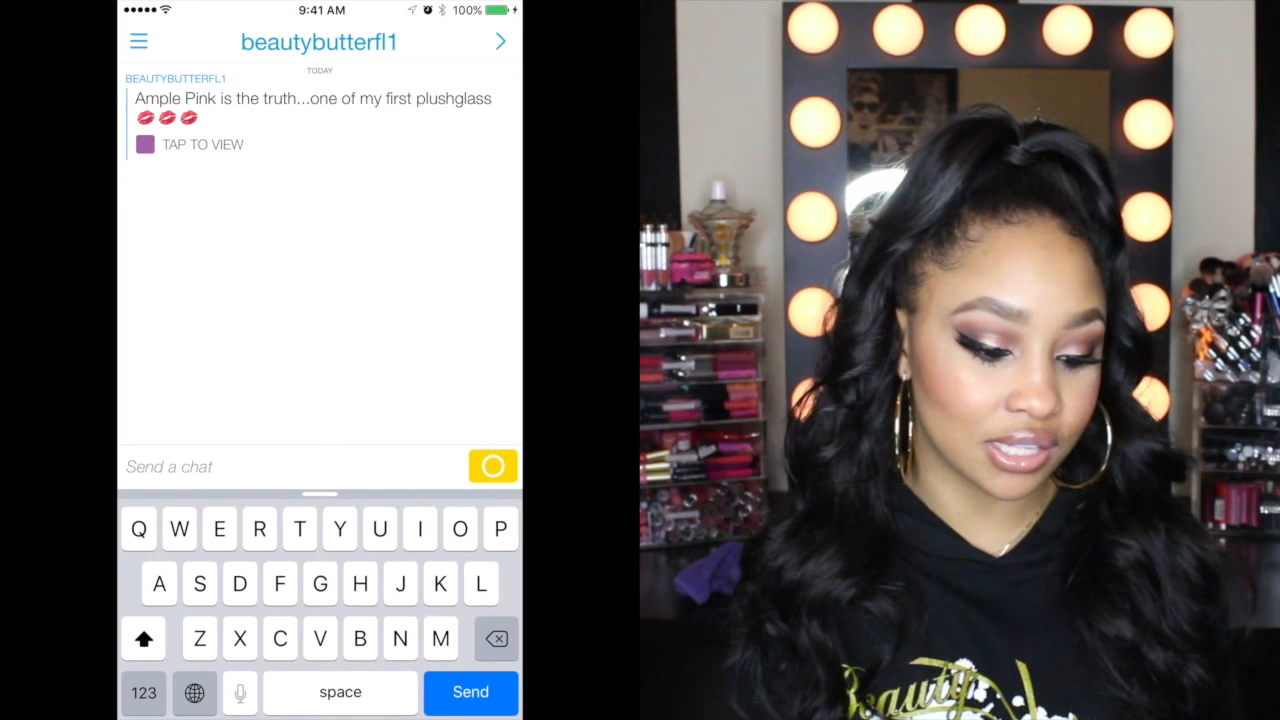 9:41 AM
100%
beautybutterfl1
TODAY
BEAUTYBUTTERFL1
Ample Pink is the truth...one of my first plushglass
💋💋💋
TAP TO VIEW
Send a chat
Q W E R T Y U I O P
A S D F G H J K L
Z X C V B N M
123
space
Send
Beauty